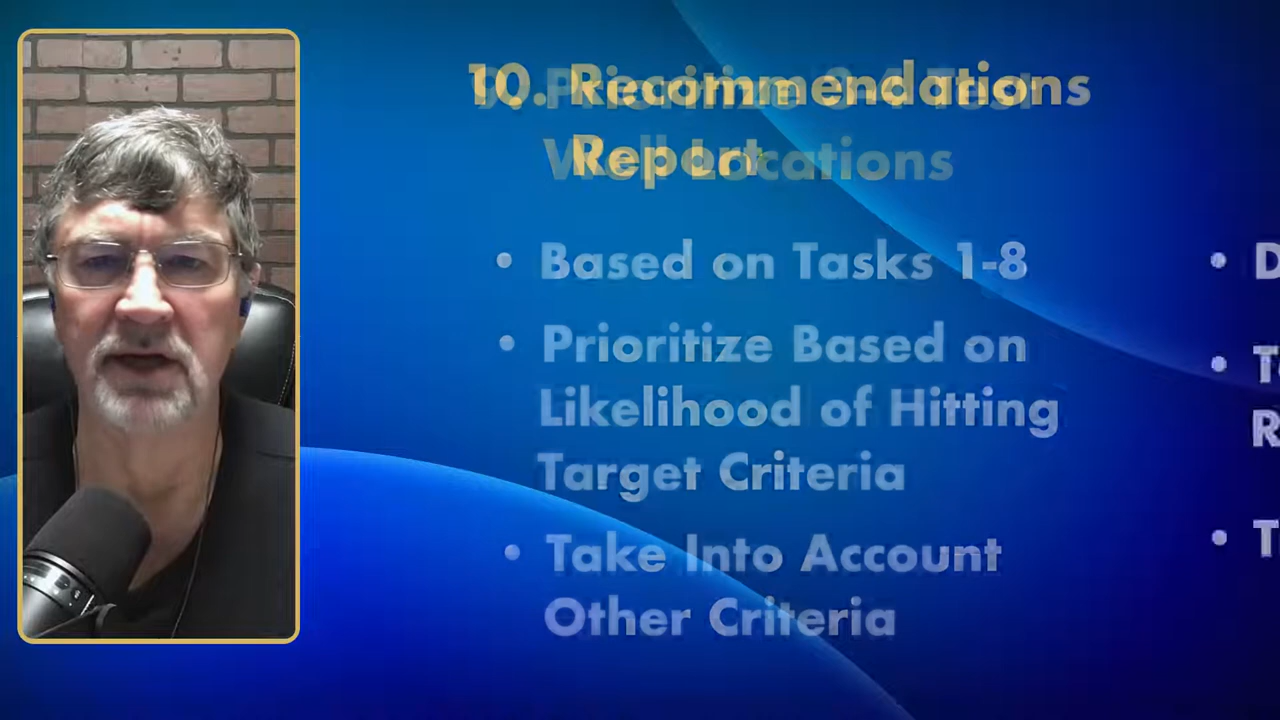 10. Recommendations
Report
Locations
• Based on Tasks 1-8
• Prioritize Based on
Likelihood of Hitting
Target Criteria
• Take Into Account
Other Criteria